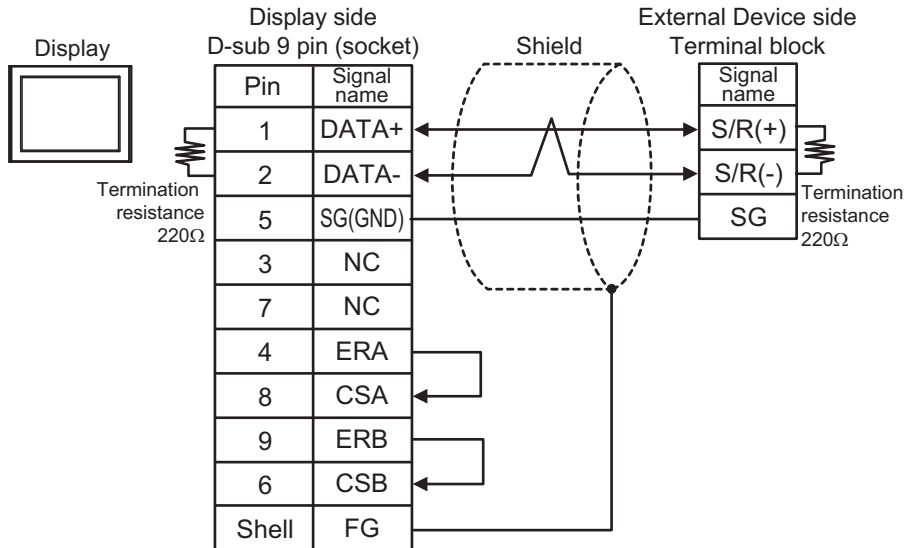 Display
Display side
D-sub 9 pin (socket)
Shield
External Device side
Terminal block
Pin
Signal name
Signal name
1
DATA+
S/R(+)
2
DATA-
S/R(-)
Termination resistance 220Ω
Termination resistance 220Ω
5
SG(GND)
SG
3
NC
7
NC
4
ERA
8
CSA
9
ERB
6
CSB
Shell
FG